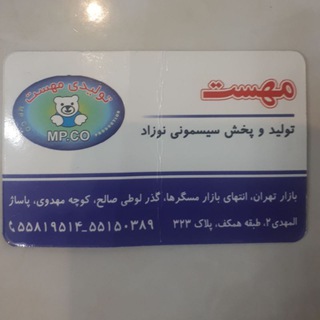 تولیدی مهست
MP.CO
مهست
تولید و پخش سیسمونی نوزاد
بازار تهران، انتهای بازار مسگرها، گذر لوطی صالح، کوچه مهدوی، پاساژ
المهدی۲، طبقه همکف، پلاک ۳۲۳
۵۵۸۱۹۵۱۴_۵۵۱۵۰۳۸۹